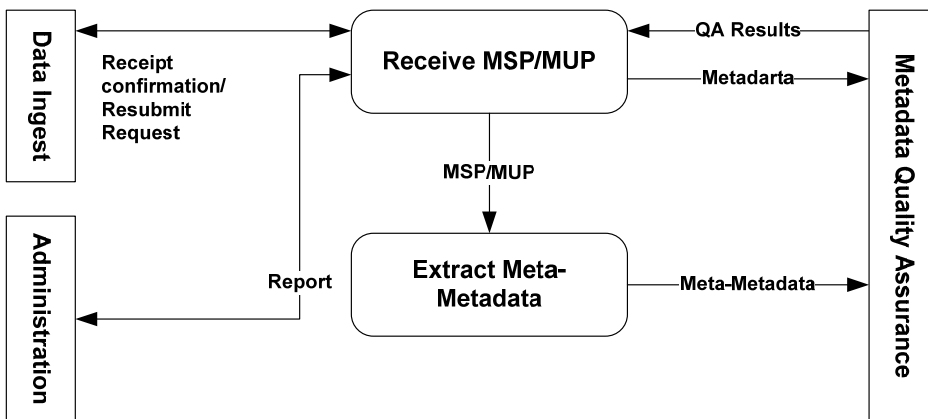 Data Ingest
Receipt
confirmation/
Resubmit
Request
Receive MSP/MUP
QA Results
Metadarta
MSP/MUP
Metadata Quality Assurance
Administration
Report
Extract Meta-
Metadata
Meta-Metadata